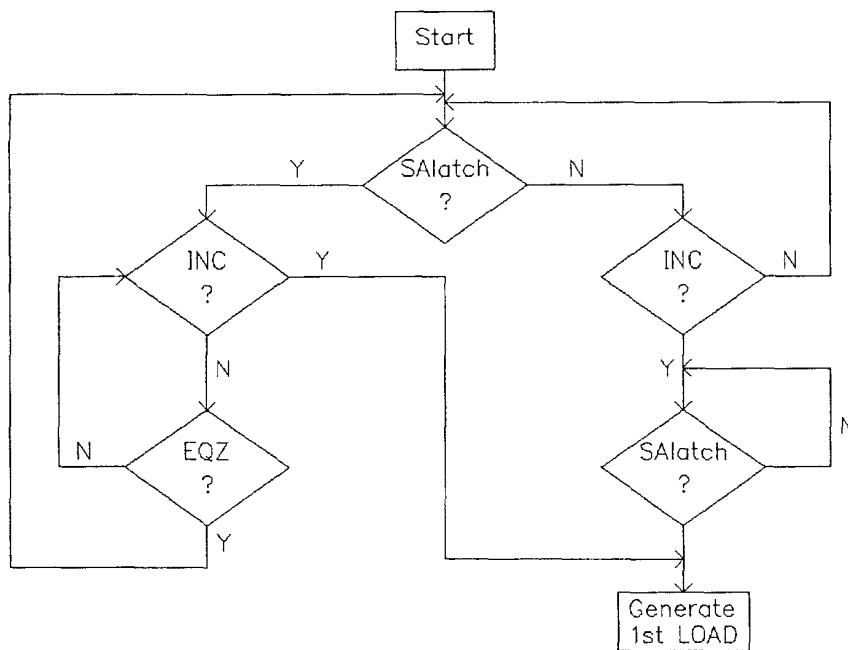 Start
SAlatch
?
Y
N
INC
?
Y
INC
?
N
N
Y
EQZ
?
N
Y
SAlatch
?
N
Generate
1st LOAD